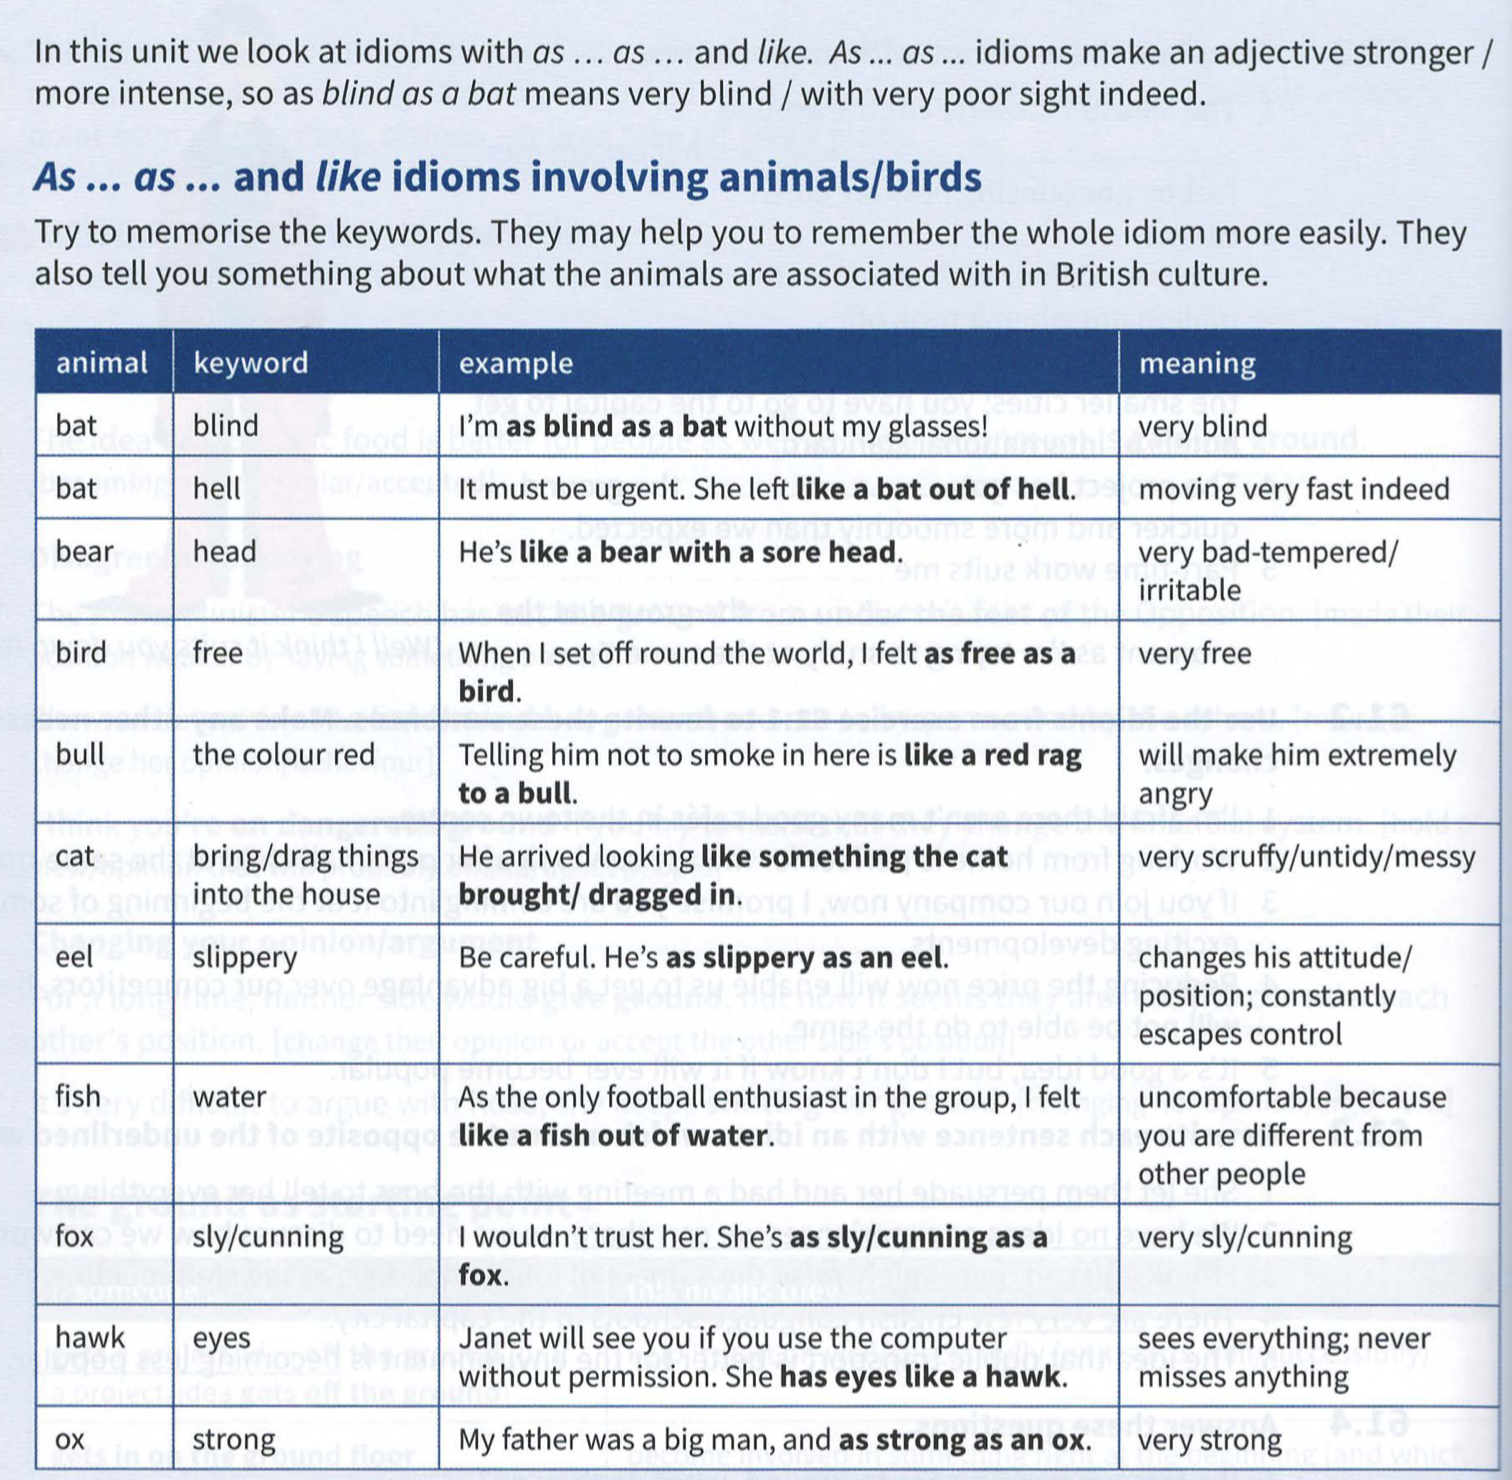 In this unit we look at idioms with as … as … and like. As … as … idioms make an adjective stronger /
more intense, so as blind as a bat means very blind / with very poor sight indeed.
As … as … and like idioms involving animals/birds
Try to memorise the keywords. They may help you to remember the whole idiom more easily. They
also tell you something about what the animals are associated with in British culture.
animal keyword example meaning
bat blind I'm as blind as a bat without my glasses! very blind
bat hell It must be urgent. She left like a bat out of hell. moving very fast indeed
bear head He's like a bear with a sore head. very bad-tempered/
irritable
bird free When I set off round the world, I felt as free as a very free
bird.
bull the colour red Telling him not to smoke in here is like a red rag will make him extremely
to a bull. angry
cat bring/drag things He arrived looking like something the cat very scruffy/untidy/messy
into the house brought/ dragged in.
eel slippery Be careful. He's as slippery as an eel. changes his attitude/
position; constantly
escapes control
fish water As the only football enthusiast in the group, I felt uncomfortable because
like a fish out of water. you are different from
other people
fox sly/cunning I wouldn't trust her. She's as sly/cunning as a very sly/cunning
fox.
hawk eyes Janet will see you if you use the computer sees everything; never
without permission. She has eyes like a hawk. misses anything
ox strong My father was a big man, and as strong as an ox. very strong